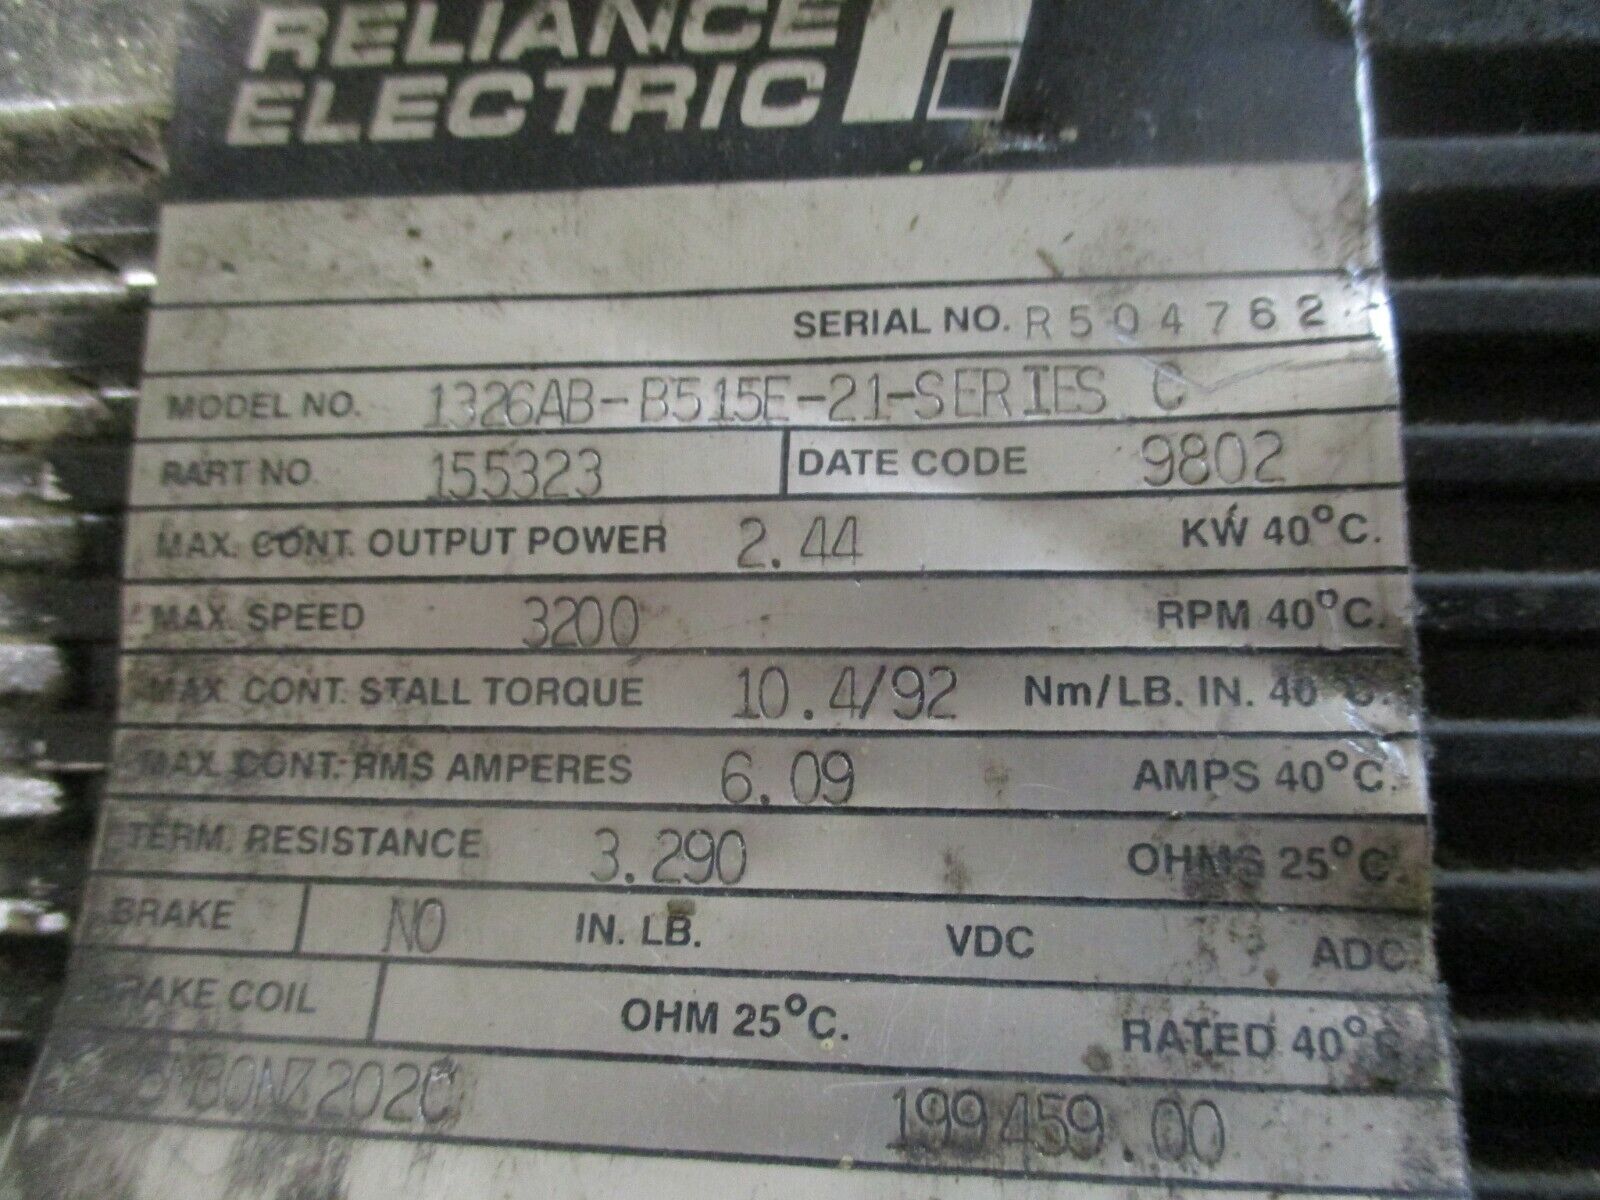 RELIANCE
ELECTRIC
SERIAL NO. R504762
MODEL NO. 1326AB-B515E-21-SERIES C
PART NO. 155323 DATE CODE 9802
MAX. CONT. OUTPUT POWER 2.44 KW 40°C.
MAX. SPEED 3200 RPM 40°C.
MAX. CONT. STALL TORQUE 10.4/92 Nm/LB. IN. 40°C.
MAX. CONT. RMS AMPERES 6.09 AMPS 40°C.
TERM. RESISTANCE 3.290 OHMS 25°C.
BRAKE NO IN. LB. VDC ADC
BRAKE COIL OHM 25°C. RATED 40°C.
199459.00